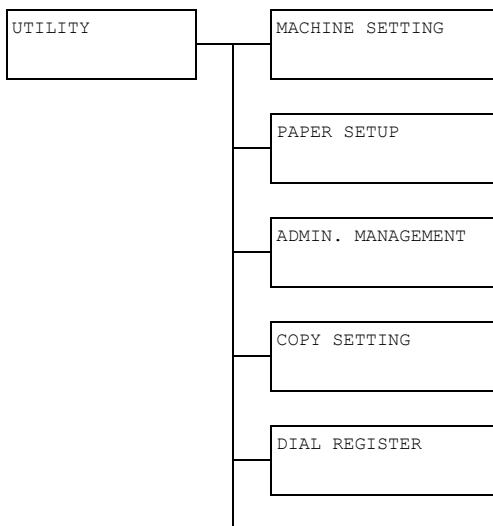 UTILITY
MACHINE SETTING
PAPER SETUP
ADMIN. MANAGEMENT
COPY SETTING
DIAL REGISTER